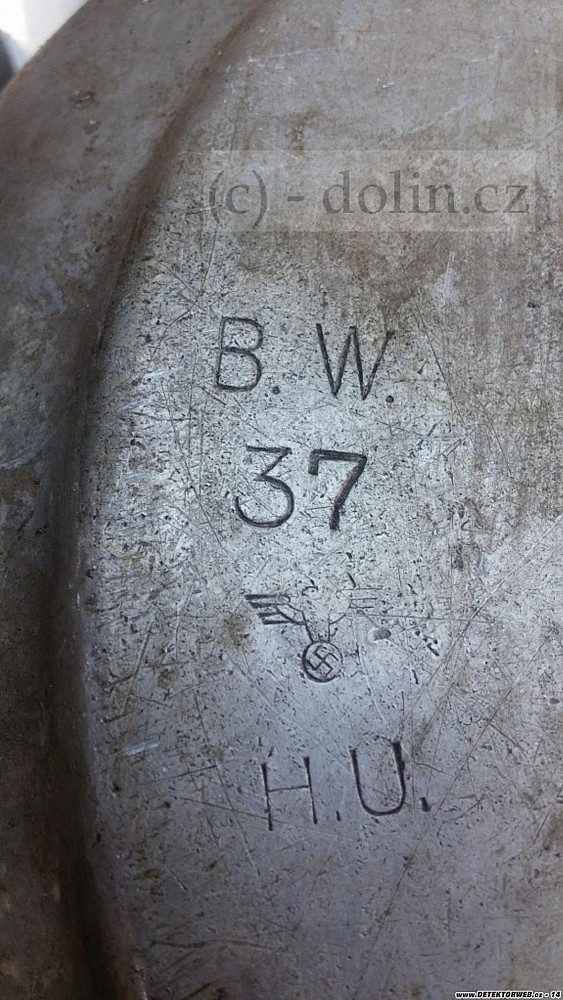 (c) - dolin.cz
B. W.
37
H.U.
www.DETEKTORWEB.cz - 14